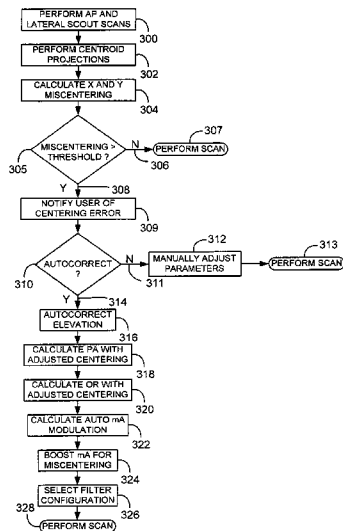 PERFORM AP AND
LATERAL SCOUT SCANS
300
PERFORM CENTROID
PROJECTIONS
302
CALCULATE X AND Y
MISCENTERING
304
MISCENTERING >
THRESHOLD ?
305
N
306
307
PERFORM SCAN
Y
308
NOTIFY USER OF
CENTERING ERROR
309
AUTOCORRECT
?
310
N
311
312
MANUALLY ADJUST
PARAMETERS
313
PERFORM SCAN
Y
314
AUTOCORRECT
ELEVATION
316
CALCULATE PA WITH
ADJUSTED CENTERING
318
CALCULATE OR WITH
ADJUSTED CENTERING
320
CALCULATE AUTO mA
MODULATION
322
BOOST mA FOR
MISCENTERING
324
SELECT FILTER
CONFIGURATION
326
328
PERFORM SCAN